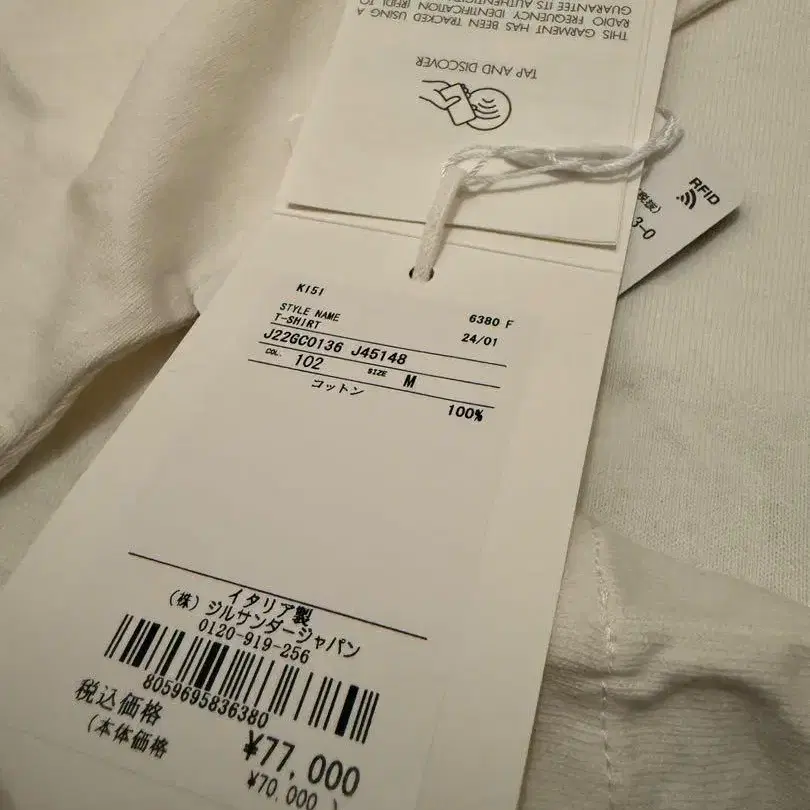 THIS GARMENT HAS BEEN TRACKED USING A
RADIO FREQUENCY IDENTIFICATION (RFID) TO
GUARANTEE ITS AUTHENTICITY
TAP AND DISCOVER
RFID
3-0
KI51
STYLE NAME 6380 F
T-SHIRT 24/01
J22GC0136 J45148
COL. 102 SIZE M
コットン 100%
イタリア製
(株) ジルサンダージャパン
0120-919-256
8059695836380
税込価格 ¥77,000
(本体価格 ¥70,000 )